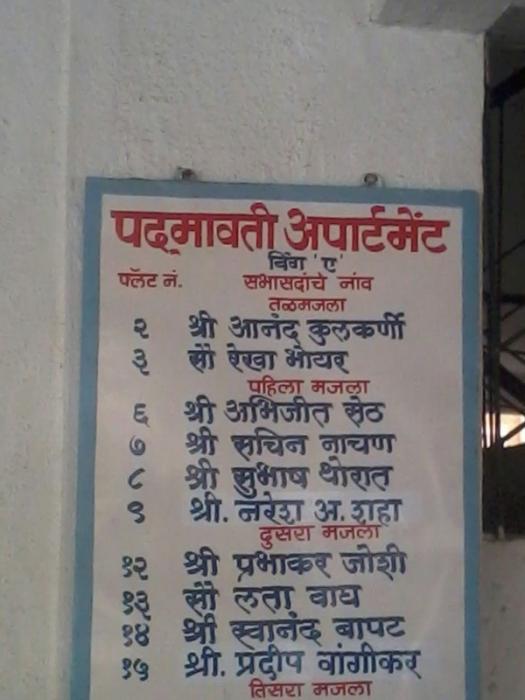 पद्मावती अपार्टमेंट
विंग 'ए'
फ्लॅट नं. सभासदांचे नांव
तळमजला
२ श्री आनंद कुलकर्णी
३ सौ रेखा भोयर
पहिला मजला
६ श्री अभिजीत सेठ
७ श्री सचिन नाचण
८ श्री सुभाष थोरात
९ श्री. नरेश अ. शहा
दुसरा मजला
१२ श्री प्रभाकर जोशी
१३ सौ लता वाघ
१४ श्री स्वानंद बापट
१५ श्री. प्रदीप वांगीकर
तिसरा मजला